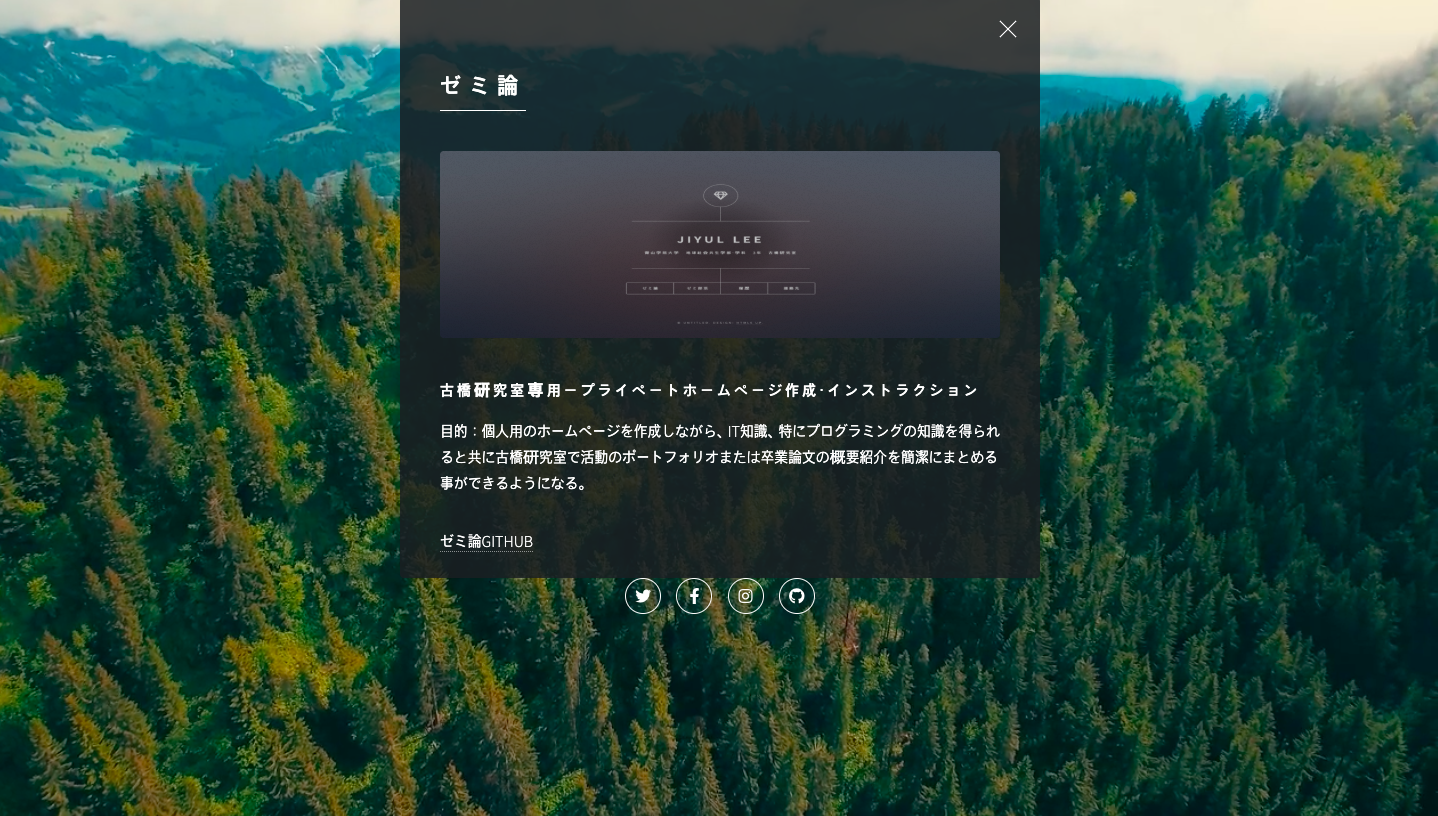 ゼミ論
JIYUL LEE
ゼミ論
古橋研究室専用ープライベートホームページ作成·インストラクション
目的：個人用のホームページを作成しながら、IT知識、特にプログラミングの知識を得られ
ると共に古橋研究室で活動のポートフォリオまたは卒業論文の概要紹介を簡潔にまとめる
事ができるようになる。
ゼミ論GITHUB